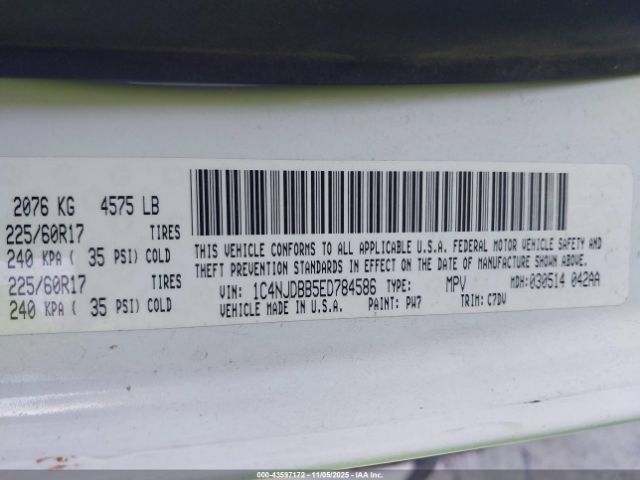 2076 KG 4575 LB
225/60R17 TIRES
240 KPA ( 35 PSI) COLD
225/60R17 TIRES
240 KPA ( 35 PSI) COLD
THIS VEHICLE CONFORMS TO ALL APPLICABLE U.S.A. FEDERAL MOTOR VEHICLE SAFETY AND
THEFT PREVENTION STANDARDS IN EFFECT ON THE DATE OF MANUFACTURE SHOWN ABOVE.
VIN: 1C4NJDBB5ED784586 TYPE: MPV MDH:030514 042AA
VEHICLE MADE IN U.S.A. PAINT: PW7 TRIM: C7DV
000-43597172 - 11/05/2025 - IAA Inc.